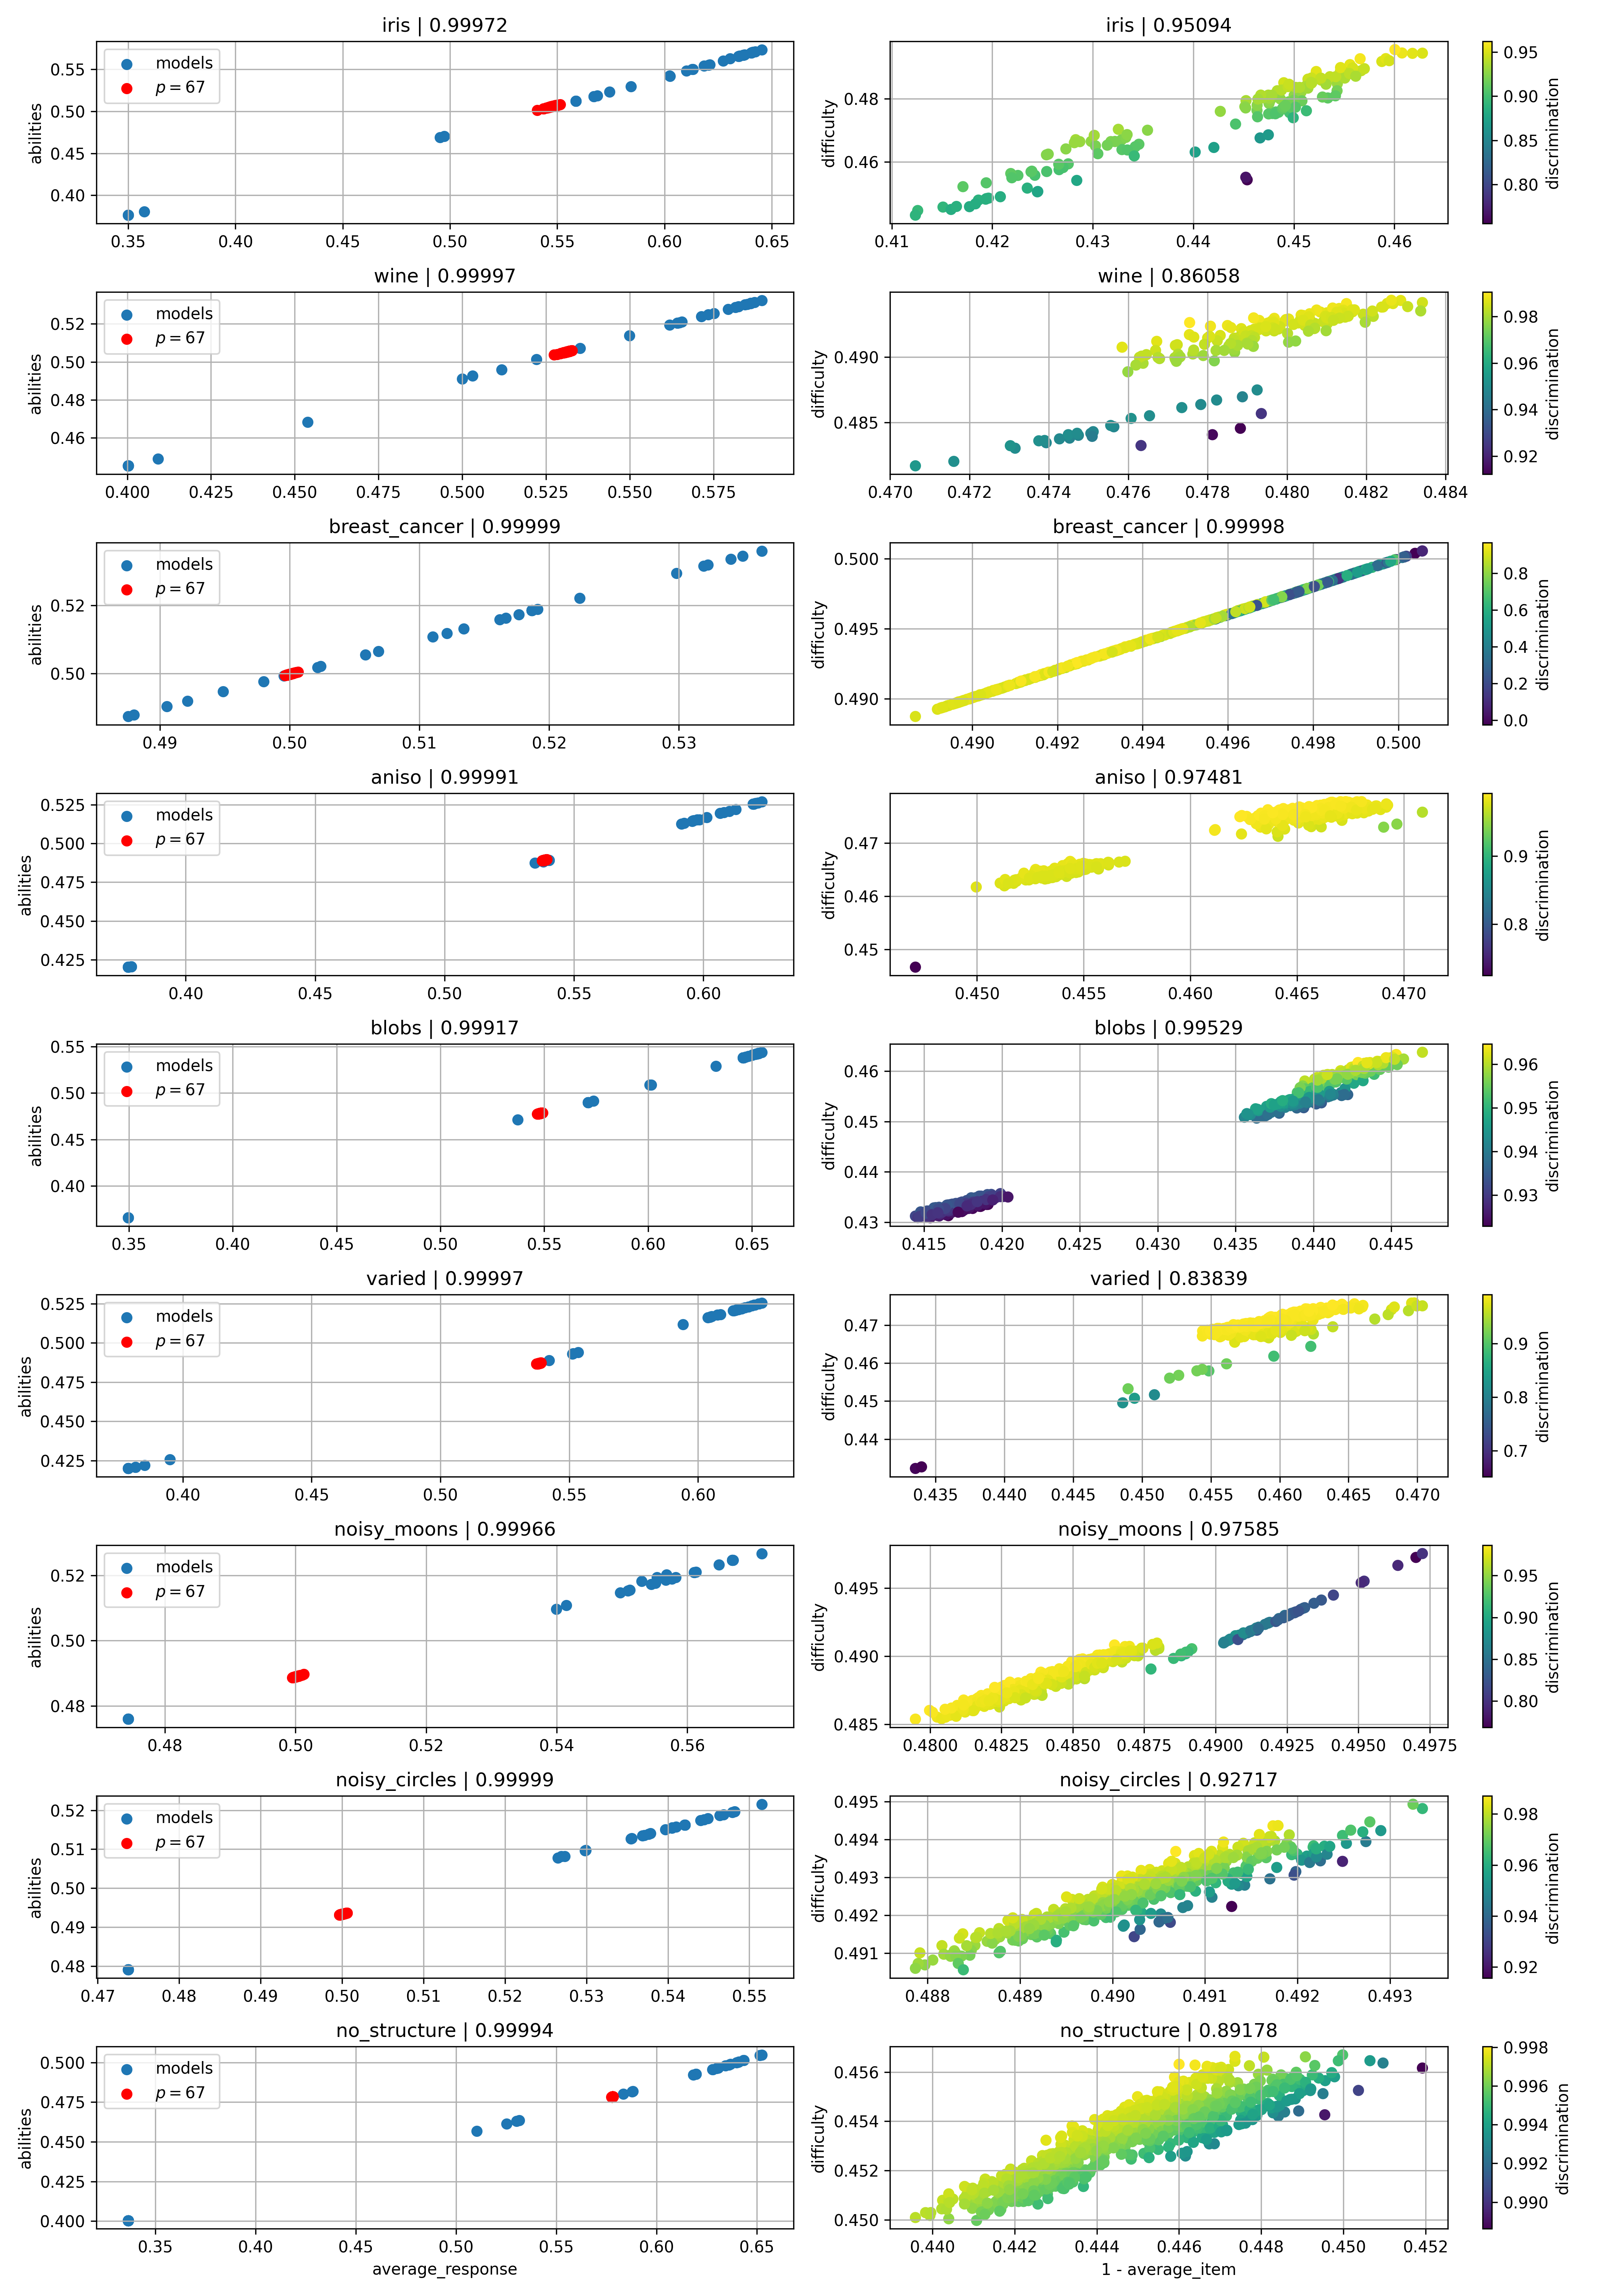 iris | 0.99972
models
p = 67
abilities
0.55
0.50
0.45
0.40
0.35 0.40 0.45 0.50 0.55 0.60 0.65
iris | 0.95094
difficulty
0.48
0.46
0.41 0.42 0.43 0.44 0.45 0.46
0.95
0.90
0.85
0.80
discrimination
wine | 0.99997
models
p = 67
abilities
0.52
0.50
0.48
0.46
0.400 0.425 0.450 0.475 0.500 0.525 0.550 0.575
wine | 0.86058
difficulty
0.490
0.485
0.470 0.472 0.474 0.476 0.478 0.480 0.482 0.484
0.98
0.96
0.94
0.92
discrimination
breast_cancer | 0.99999
models
p = 67
abilities
0.52
0.50
0.49 0.50 0.51 0.52 0.53
breast_cancer | 0.99998
difficulty
0.500
0.495
0.490
0.490 0.492 0.494 0.496 0.498 0.500
0.8
0.6
0.4
0.2
0.0
discrimination
aniso | 0.99991
models
p = 67
abilities
0.525
0.500
0.475
0.450
0.425
0.40 0.45 0.50 0.55 0.60
aniso | 0.97481
difficulty
0.47
0.46
0.45
0.450 0.455 0.460 0.465 0.470
0.9
0.8
discrimination
blobs | 0.99917
models
p = 67
abilities
0.55
0.50
0.45
0.40
0.35 0.40 0.45 0.50 0.55 0.60 0.65
blobs | 0.99529
difficulty
0.46
0.45
0.44
0.43
0.415 0.420 0.425 0.430 0.435 0.440 0.445
0.96
0.95
0.94
0.93
discrimination
varied | 0.99997
models
p = 67
abilities
0.525
0.500
0.475
0.450
0.425
0.40 0.45 0.50 0.55 0.60
varied | 0.83839
difficulty
0.47
0.46
0.45
0.44
0.435 0.440 0.445 0.450 0.455 0.460 0.465 0.470
0.9
0.8
0.7
discrimination
noisy_moons | 0.99966
models
p = 67
abilities
0.52
0.50
0.48
0.48 0.50 0.52 0.54 0.56
noisy_moons | 0.97585
difficulty
0.495
0.490
0.485
0.4800 0.4825 0.4850 0.4875 0.4900 0.4925 0.4950 0.4975
0.95
0.90
0.85
0.80
discrimination
noisy_circles | 0.99999
models
p = 67
abilities
0.52
0.51
0.50
0.49
0.48
0.47 0.48 0.49 0.50 0.51 0.52 0.53 0.54 0.55
noisy_circles | 0.92717
difficulty
0.495
0.494
0.493
0.492
0.491
0.488 0.489 0.490 0.491 0.492 0.493
0.98
0.96
0.94
0.92
discrimination
no_structure | 0.99994
models
p = 67
abilities
0.500
0.475
0.450
0.425
0.400
0.35 0.40 0.45 0.50 0.55 0.60 0.65
average_response
no_structure | 0.89178
difficulty
0.456
0.454
0.452
0.450
0.440 0.442 0.444 0.446 0.448 0.450 0.452
1 - average_item
0.998
0.996
0.994
0.992
0.990
discrimination